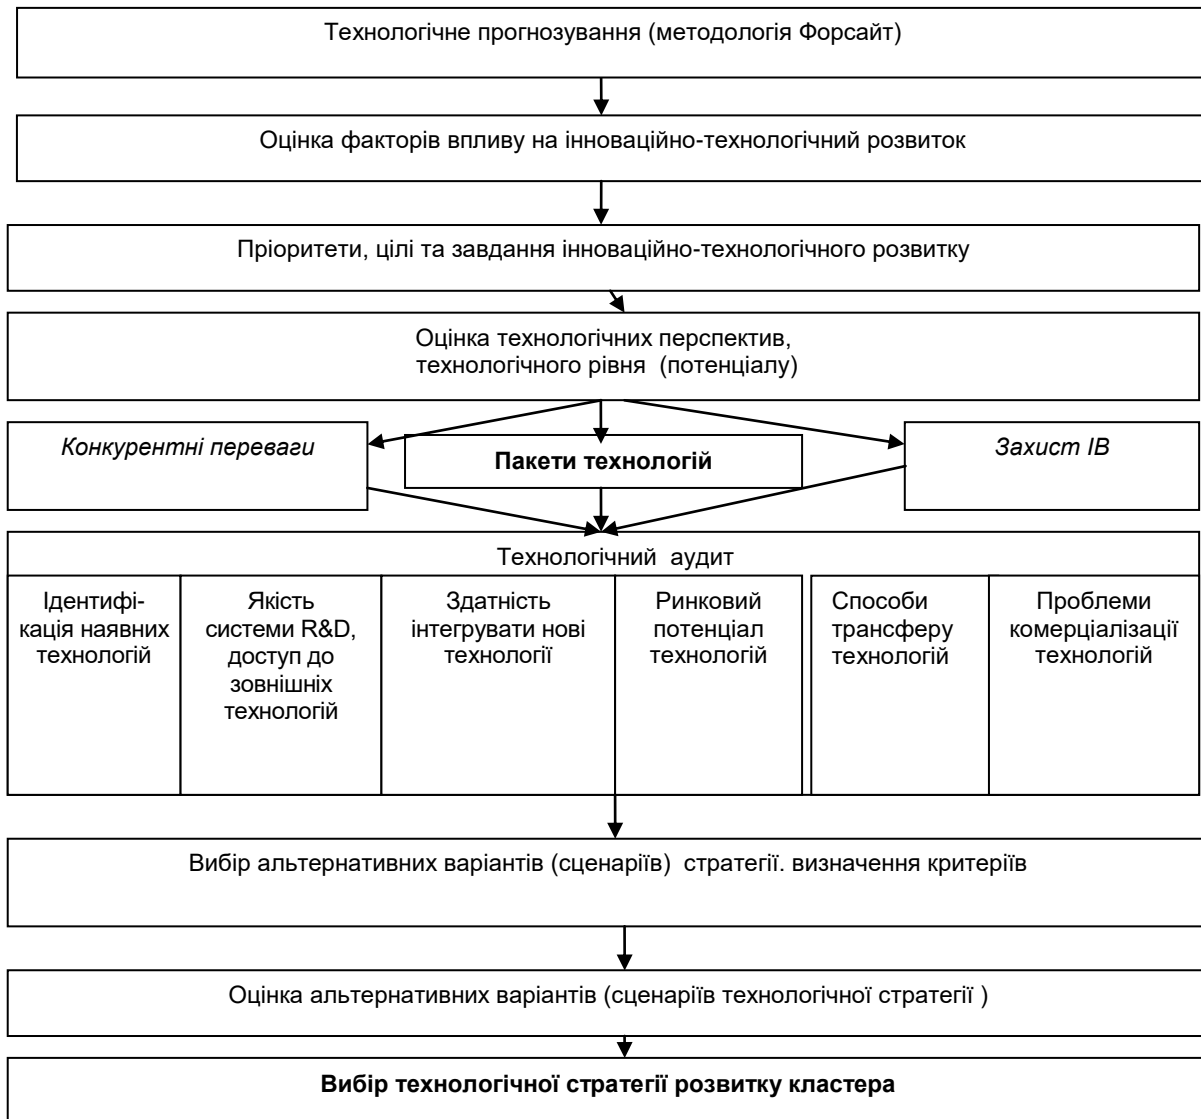 Технологічне прогнозування (методологія Форсайт)
Оцінка факторів впливу на інноваційно-технологічний розвиток
Пріоритети, цілі та завдання інноваційно-технологічного розвитку
Оцінка технологічних перспектив,
технологічного рівня (потенціалу)
Конкурентні переваги
Пакети технологій
Захист ІВ
Технологічний аудит
Ідентифі-
кація наявних
технологій
Якість
системи R&D,
доступ до
зовнішніх
технологій
Здатність
інтегрувати нові
технології
Ринковий
потенціал
технологій
Способи
трансферу
технологій
Проблеми
комерціалізації
технологій
Вибір альтернативних варіантів (сценаріїв) стратегії. визначення критеріїв
Оцінка альтернативних варіантів (сценаріїв технологічної стратегії )
Вибір технологічної стратегії розвитку кластера